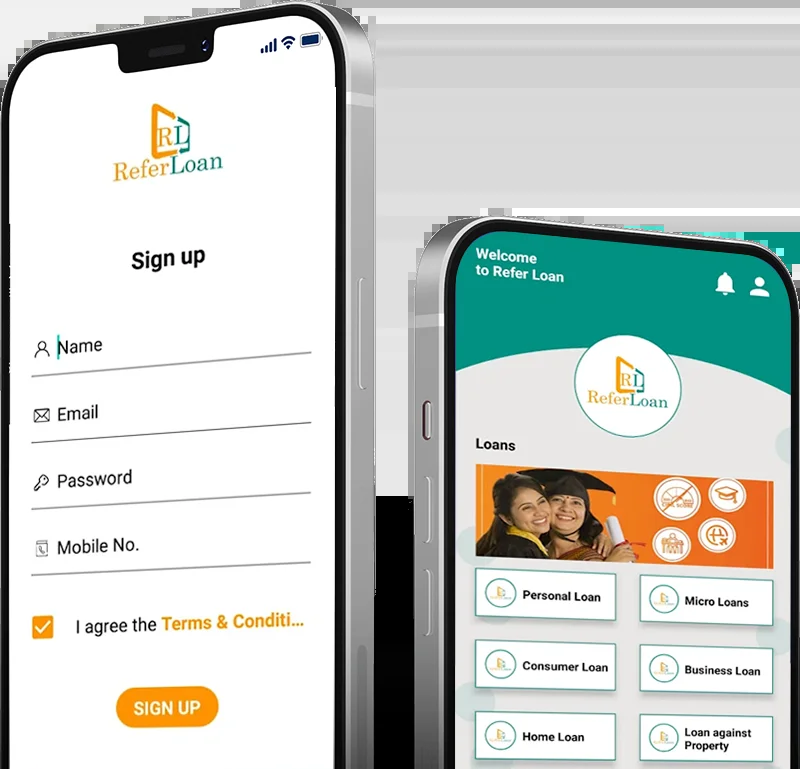 RL
ReferLoan
Sign up
Name
Email
Password
Mobile No.
I agree the Terms & Conditi...
SIGN UP
Welcome
to Refer Loan
RL
ReferLoan
Loans
Personal Loan
Micro Loans
Consumer Loan
Business Loan
Home Loan
Loan against
Property